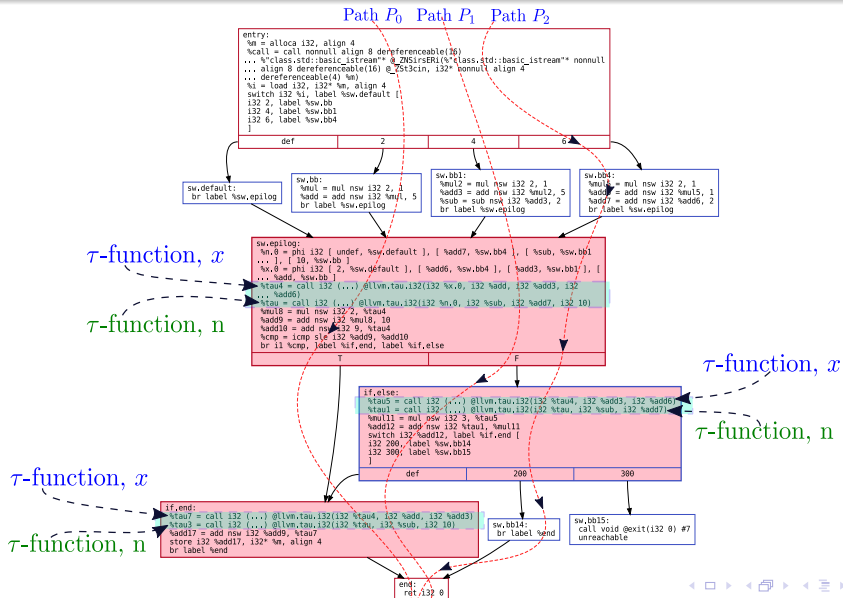 Path P0 Path P1 Path P2
entry:
%m = alloca i32, align 4
%call = call nonnull align 8 dereferenceable(16)
... %"class.std::basic_istream"* @_ZNSirsERi(%"class.std::basic_istream"* nonnull
... align 8 dereferenceable(16) @_ZSt3cin, i32* nonnull align 4
... dereferenceable(4) %m)
%i = load i32, i32* %m, align 4
switch i32 %i, label %sw.default [
i32 2, label %sw.bb
i32 4, label %sw.bb1
i32 6, label %sw.bb4
]
def 2 4 6
sw.default:
br label %sw.epilog
sw.bb:
%mul = mul nsw i32 2, 1
%add = add nsw i32 %mul, 5
br label %sw.epilog
sw.bb1:
%mul2 = mul nsw i32 2, 1
%add3 = add nsw i32 %mul2, 5
%sub = sub nsw i32 %add3, 2
br label %sw.epilog
sw.bb4:
%mul5 = mul nsw i32 2, 1
%add6 = add nsw i32 %mul5, 1
%add7 = add nsw i32 %add6, 2
br label %sw.epilog
sw.epilog:
%n.0 = phi i32 [ undef, %sw.default ], [ %add7, %sw.bb4 ], [ %sub, %sw.bb1
... ], [ 10, %sw.bb ]
%x.0 = phi i32 [ 2, %sw.default ], [ %add6, %sw.bb4 ], [ %add3, %sw.bb1 ], [
... %add, %sw.bb ]
%tau4 = call i32 (...) @llvm.tau.i32(i32 %x.0, i32 %add, i32 %add3, i32
... %add6)
%tau = call i32 (...) @llvm.tau.i32(i32 %n.0, i32 %sub, i32 %add7, i32 10)
%mul8 = mul nsw i32 2, %tau4
%add9 = add nsw i32 %mul8, 10
%add10 = add nsw i32 9, %tau4
%cmp = icmp sle i32 %add9, %add10
br i1 %cmp, label %if.end, label %if.else
T F
τ-function, x
τ-function, n
if.else:
%tau5 = call i32 (...) @llvm.tau.i32(i32 %tau4, i32 %add3, i32 %add6)
%tau1 = call i32 (...) @llvm.tau.i32(i32 %tau, i32 %sub, i32 %add7)
%mul11 = mul nsw i32 3, %tau5
%add12 = add nsw i32 %tau1, %mul11
switch i32 %add12, label %if.end [
i32 200, label %sw.bb14
i32 300, label %sw.bb15
]
def 200 300
τ-function, x
τ-function, n
τ-function, x
τ-function, n
if.end:
%tau7 = call i32 (...) @llvm.tau.i32(i32 %tau4, i32 %add, i32 %add3)
%tau3 = call i32 (...) @llvm.tau.i32(i32 %tau, i32 %sub, i32 10)
%add17 = add nsw i32 %add9, %tau7
store i32 %add17, i32* %m, align 4
br label %end
sw.bb14:
br label %end
sw.bb15:
call void @exit(i32 0) #7
unreachable
end:
ret i32 0